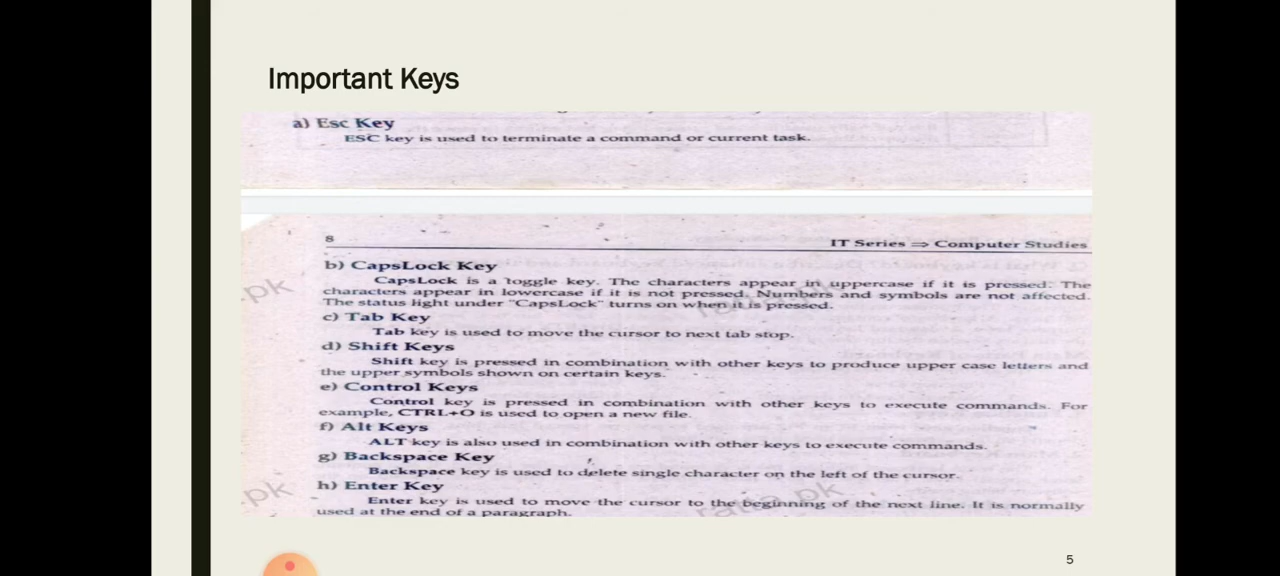 Important Keys
a) Esc Key
ESC key is used to terminate a command or current task.
8
IT Series ⇒ Computer Studies
b) CapsLock Key
CapsLock is a toggle key. The characters appear in uppercase if it is pressed. The
characters appear in lowercase if it is not pressed. Numbers and symbols are not affected.
The status light under "CapsLock" turns on when it is pressed.
c) Tab Key
Tab key is used to move the cursor to next tab stop.
d) Shift Keys
Shift key is pressed in combination with other keys to produce upper case letters and
the upper symbols shown on certain keys.
e) Control Keys
Control key is pressed in combination with other keys to execute commands. For
example, CTRL+O is used to open a new file.
f) Alt Keys
ALT key is also used in combination with other keys to execute commands.
g) Backspace Key
Backspace key is used to delete single character on the left of the cursor.
h) Enter Key
Enter key is used to move the cursor to the beginning of the next line. It is normally
used at the end of a paragraph.
5